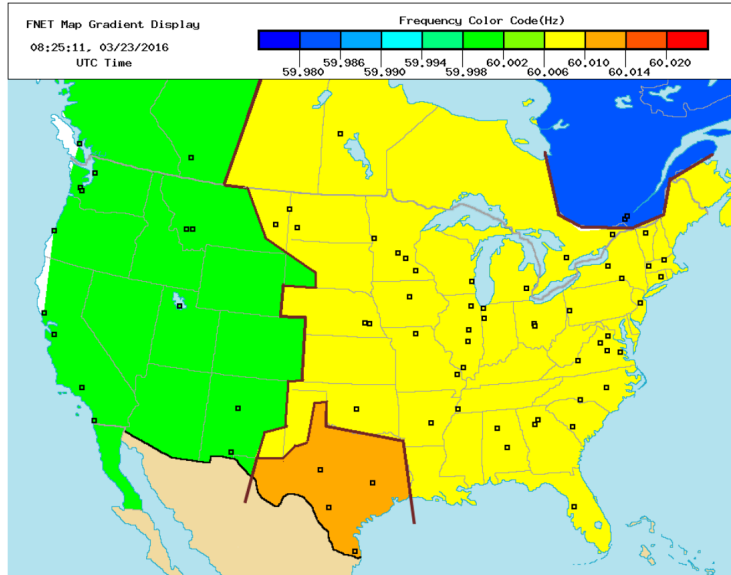 FNET Map Gradient Display
08:25:11, 03/23/2016
UTC Time
Frequency Color Code(Hz)
59.986 59.994 60.002 60.010 60.020
59.980 59.990 59.998 60.006 60.014